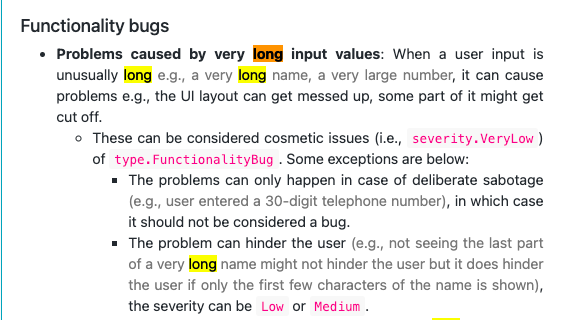 Functionality bugs
• Problems caused by very long input values: When a user input is
unusually long e.g., a very long name, a very large number, it can cause
problems e.g., the UI layout can get messed up, some part of it might get
cut off.
◦ These can be considered cosmetic issues (i.e., severity.VeryLow)
of type.FunctionalityBug. Some exceptions are below:
▪ The problems can only happen in case of deliberate sabotage
(e.g., user entered a 30-digit telephone number), in which case
it should not be considered a bug.
▪ The problem can hinder the user (e.g., not seeing the last part
of a very long name might not hinder the user but it does hinder
the user if only the first few characters of the name is shown),
the severity can be Low or Medium.